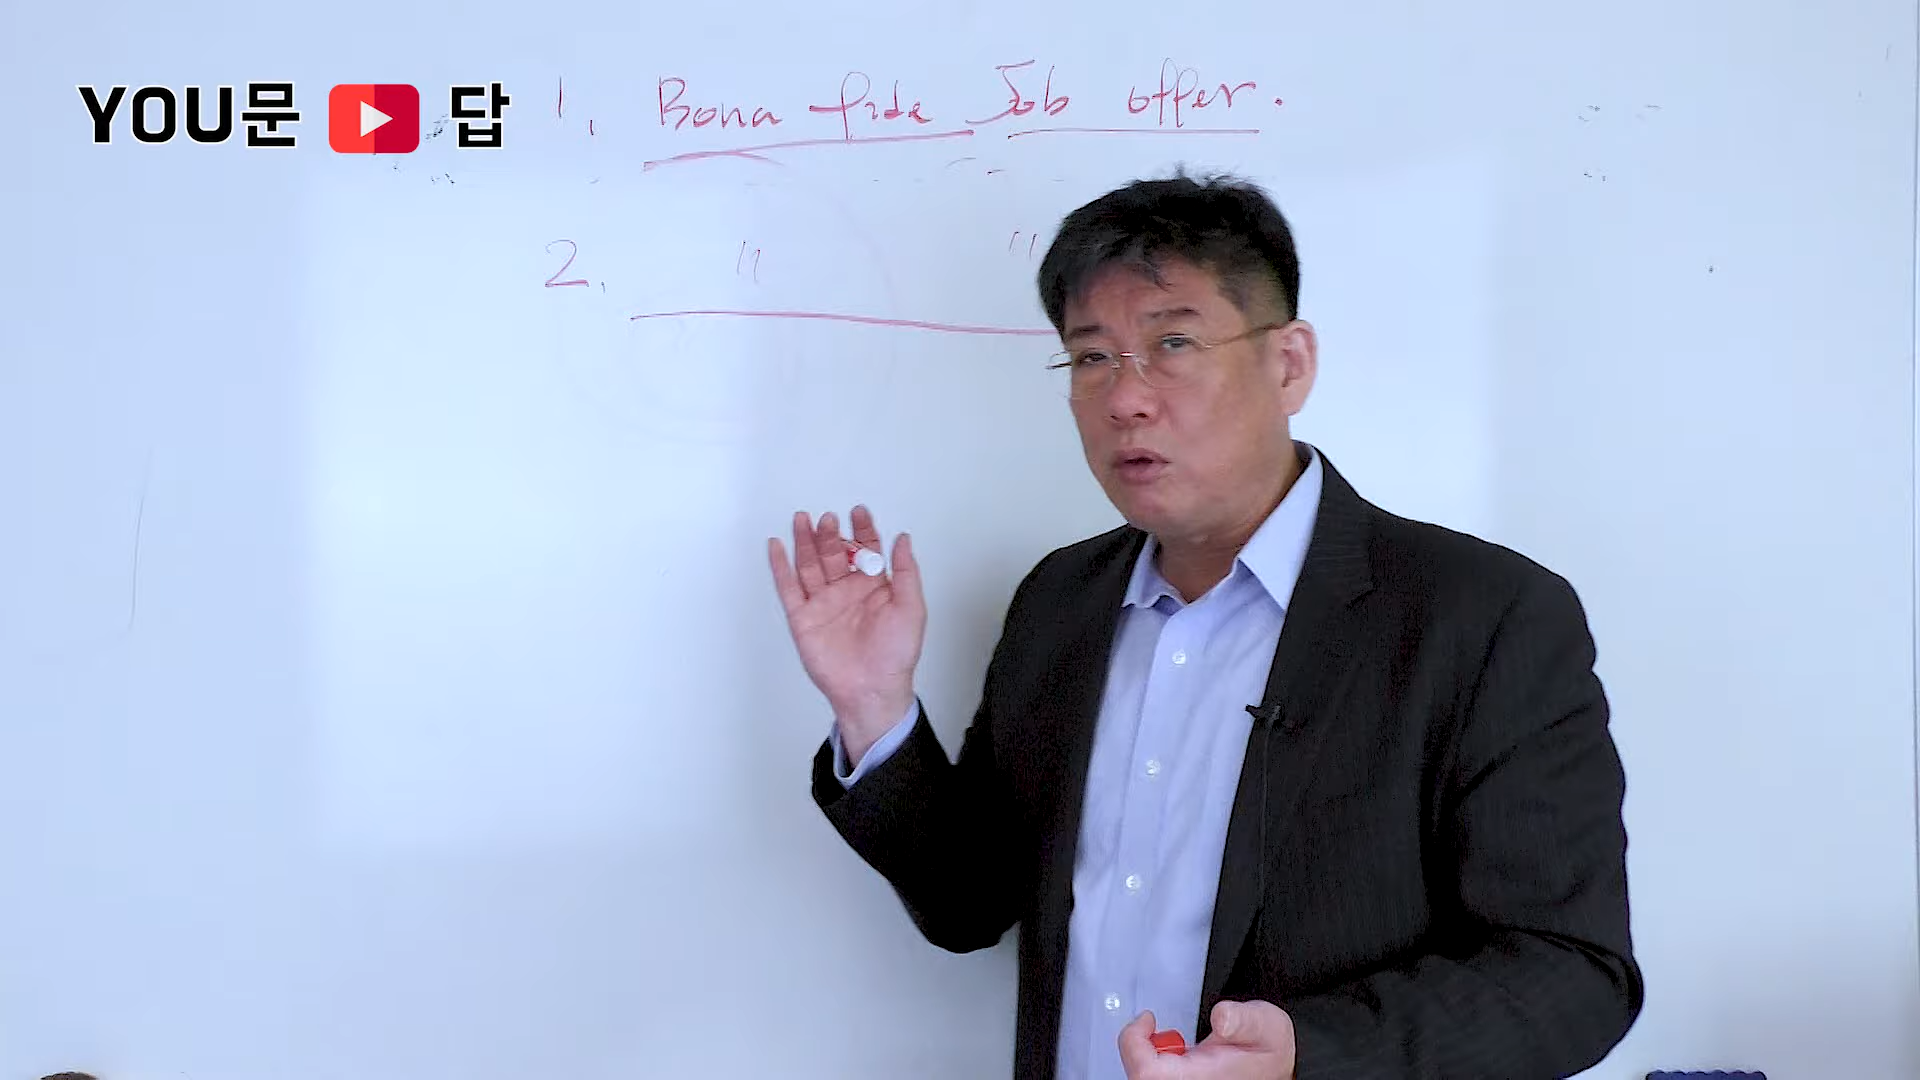 YOU문 답
1. Bona fide Job offer.
2. " "